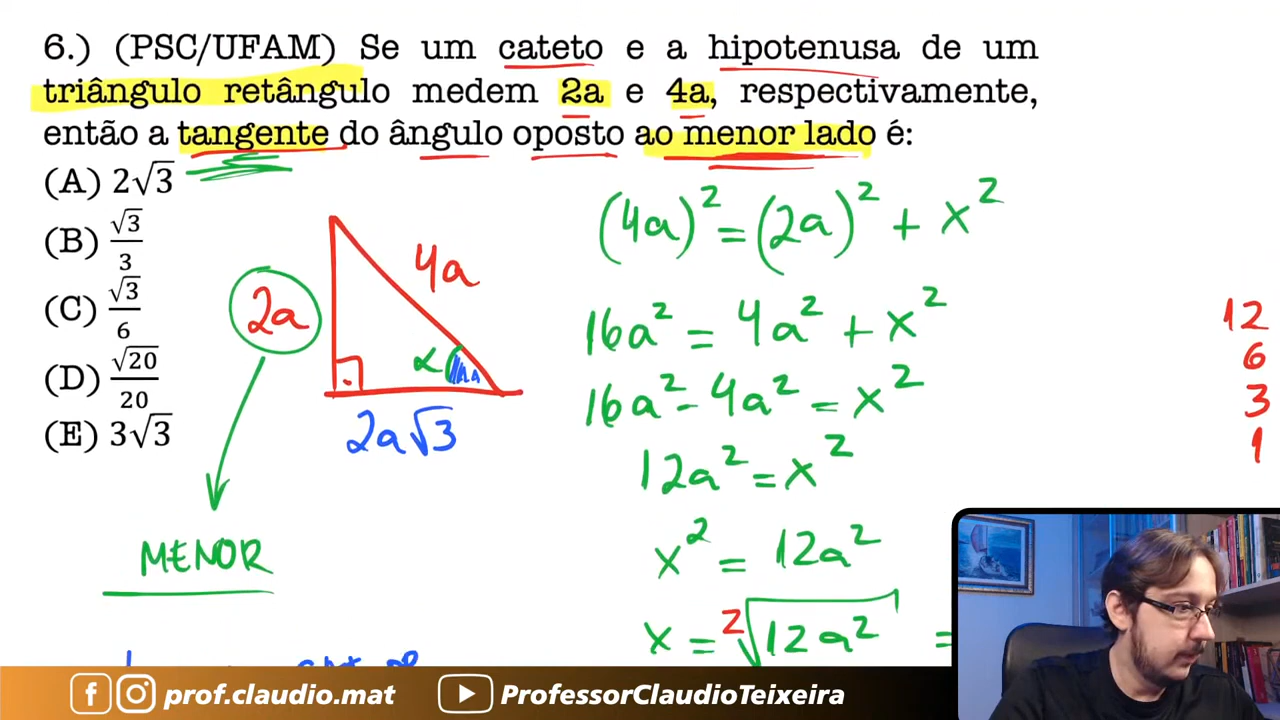 6.) (PSC/UFAM) Se um cateto e a hipotenusa de um
triângulo retângulo medem 2a e 4a, respectivamente,
então a tangente do ângulo oposto ao menor lado é:
(A) 2√3
(B) √3/3
(C) √3/6
(D) √20/20
(E) 3√3
2a
4a
α
2a√3
MENOR
(4a)² = (2a)² + x²
16a² = 4a² + x²
16a² - 4a² = x²
12a² = x²
x² = 12a²
x = ²√12a² =
12
6
3
1
prof.claudio.mat
ProfessorClaudioTeixeira